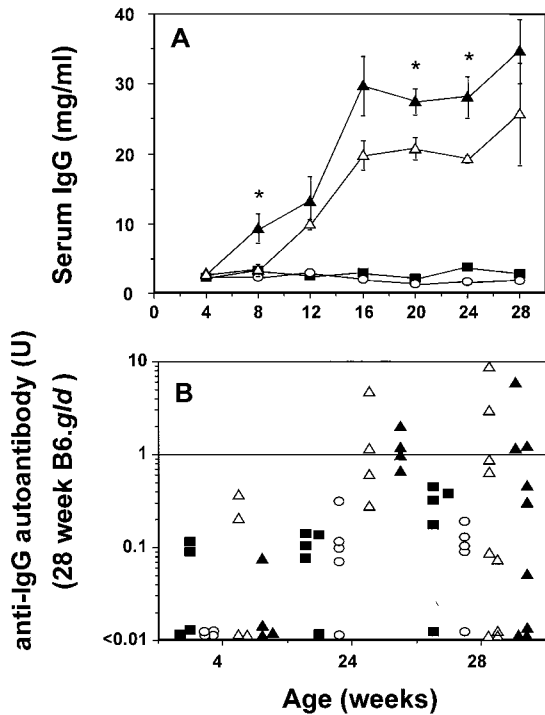 A
Serum IgG (mg/ml)
40
30
20
10
0
* * *
0 4 8 12 16 20 24 28
B
anti-IgG autoantibody (U)
(28 week B6.g/d)
10
1
0.1
<0.01
4 24 28
Age (weeks)